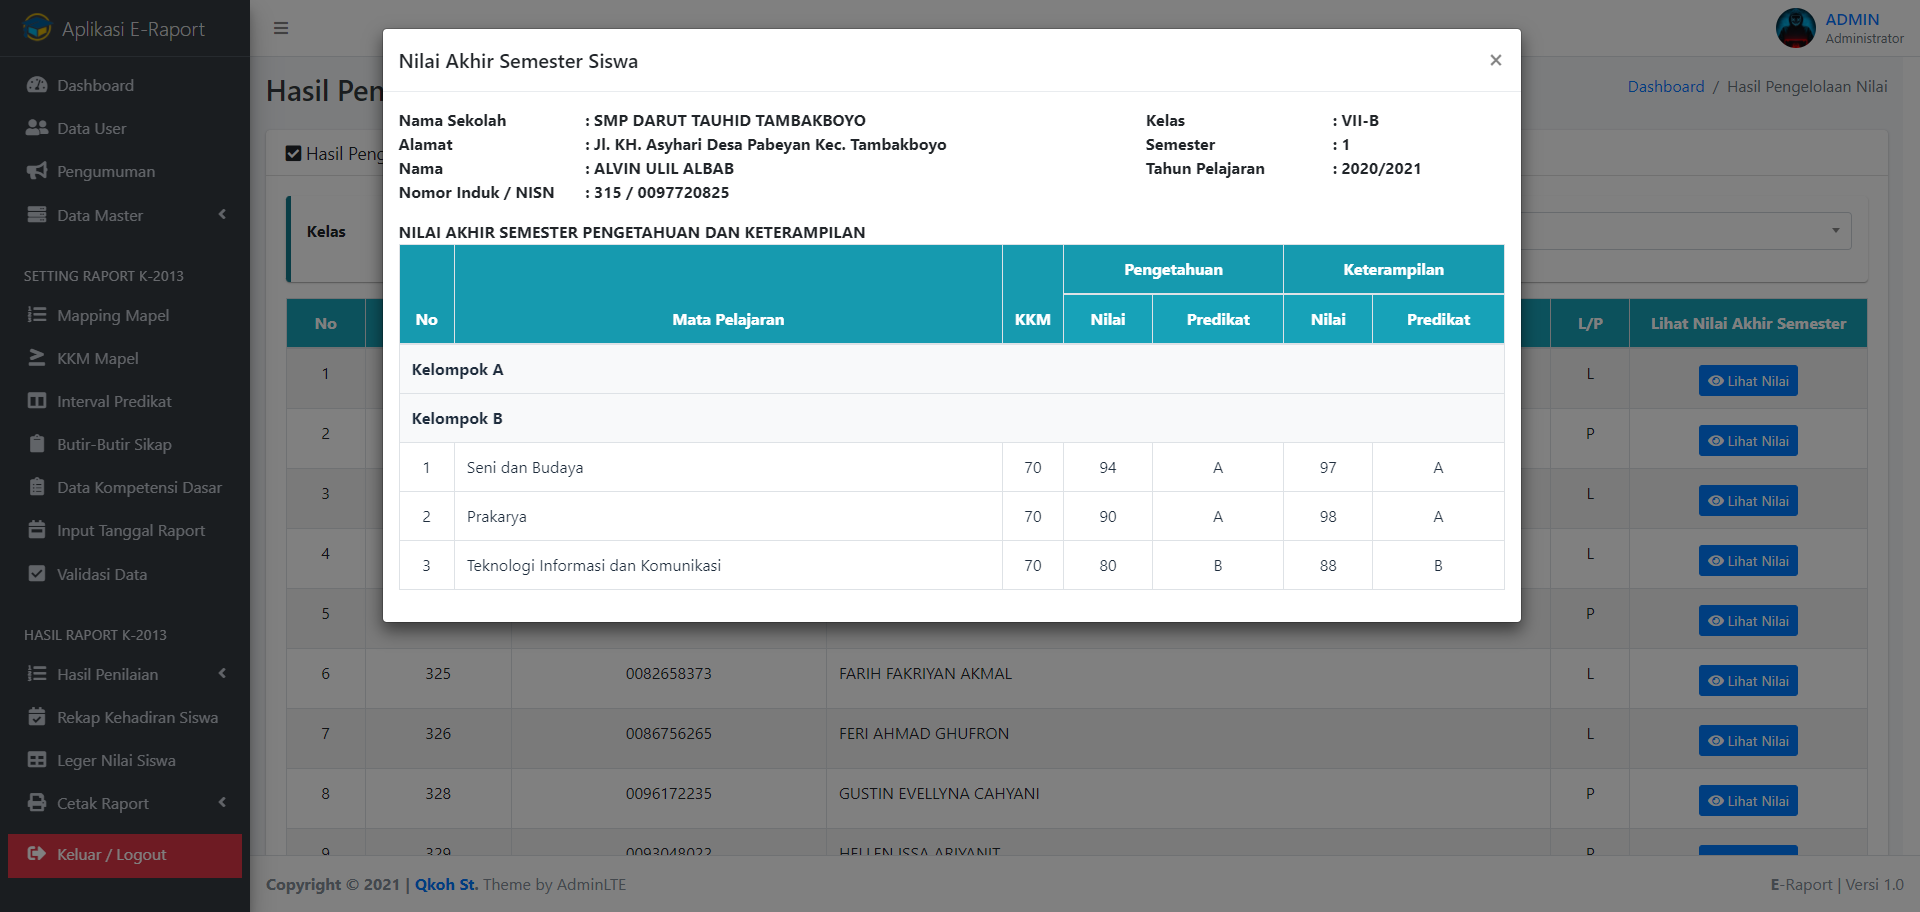 Aplikasi E-Raport
Dashboard
Data User
Pengumuman
Data Master
SETTING RAPORT K-2013
Mapping Mapel
KKM Mapel
Interval Predikat
Butir-Butir Sikap
Data Kompetensi Dasar
Input Tanggal Raport
Validasi Data
HASIL RAPORT K-2013
Hasil Penilaian
Rekap Kehadiran Siswa
Leger Nilai Siswa
Cetak Raport
Keluar / Logout
ADMIN
Administrator
Hasil Pen
Dashboard / Hasil Pengelolaan Nilai
Hasil Peng
Kelas
Nilai Akhir Semester Siswa ×
Nama Sekolah : SMP DARUT TAUHID TAMBAKBOYO Kelas : VII-B
Alamat : Jl. KH. Asyhari Desa Pabeyan Kec. Tambakboyo Semester : 1
Nama : ALVIN ULIL ALBAB Tahun Pelajaran : 2020/2021
Nomor Induk / NISN : 315 / 0097720825
NILAI AKHIR SEMESTER PENGETAHUAN DAN KETERAMPILAN
Pengetahuan Keterampilan
No Mata Pelajaran KKM Nilai Predikat Nilai Predikat
Kelompok A
Kelompok B
1 Seni dan Budaya 70 94 A 97 A
2 Prakarya 70 90 A 98 A
3 Teknologi Informasi dan Komunikasi 70 80 B 88 B
No L/P Lihat Nilai Akhir Semester
1 L Lihat Nilai
2 P Lihat Nilai
3 L Lihat Nilai
4 L Lihat Nilai
5 P Lihat Nilai
6 325 0082658373 FARIH FAKRIYAN AKMAL L Lihat Nilai
7 326 0086756265 FERI AHMAD GHUFRON L Lihat Nilai
8 328 0096172235 GUSTIN EVELLYNA CAHYANI P Lihat Nilai
9 329 0093048022 HELLEN ISSA ARIYANIT P
Copyright © 2021 | Qkoh St. Theme by AdminLTE
E-Raport | Versi 1.0